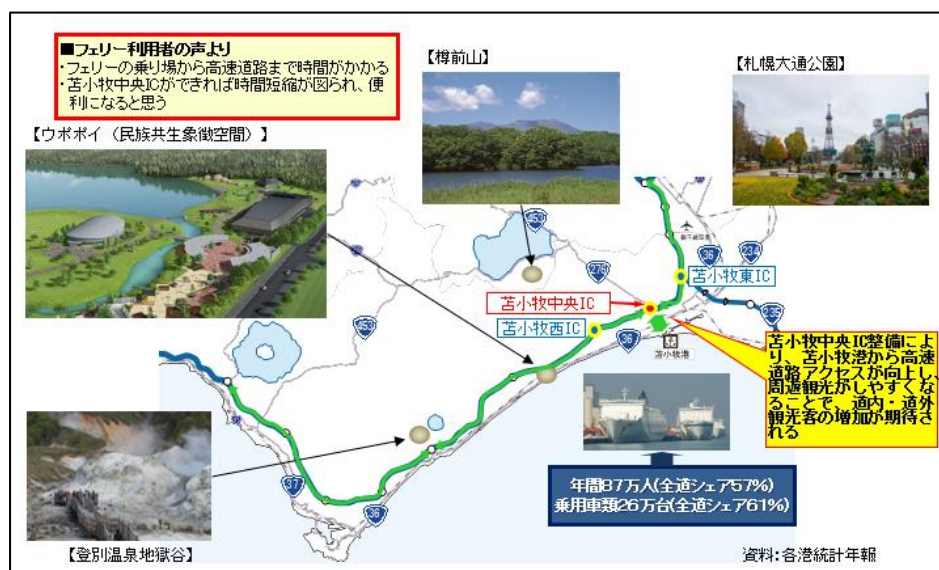 ■フェリー利用者の声より
・フェリーの乗り場から高速道路まで時間がかかる
・苫小牧中央ICができれば時間短縮が図られ、便
利になると思う
【樽前山】
【札幌大通公園】
【ウポポイ（民族共生象徴空間）】
453
276
36
234
苫小牧東IC
苫小牧中央IC
苫小牧西IC
235
453
36
苫小牧港
苫小牧中央IC整備によ
り、苫小牧港から高速
道路アクセスが向上し、
周遊観光がしやすくな
ることで、道内・道外
観光客の増加が期待さ
れる
37
36
年間87万人(全道シェア57%)
乗用車類26万台(全道シェア61%)
【登別温泉地獄谷】
資料:各港統計年報